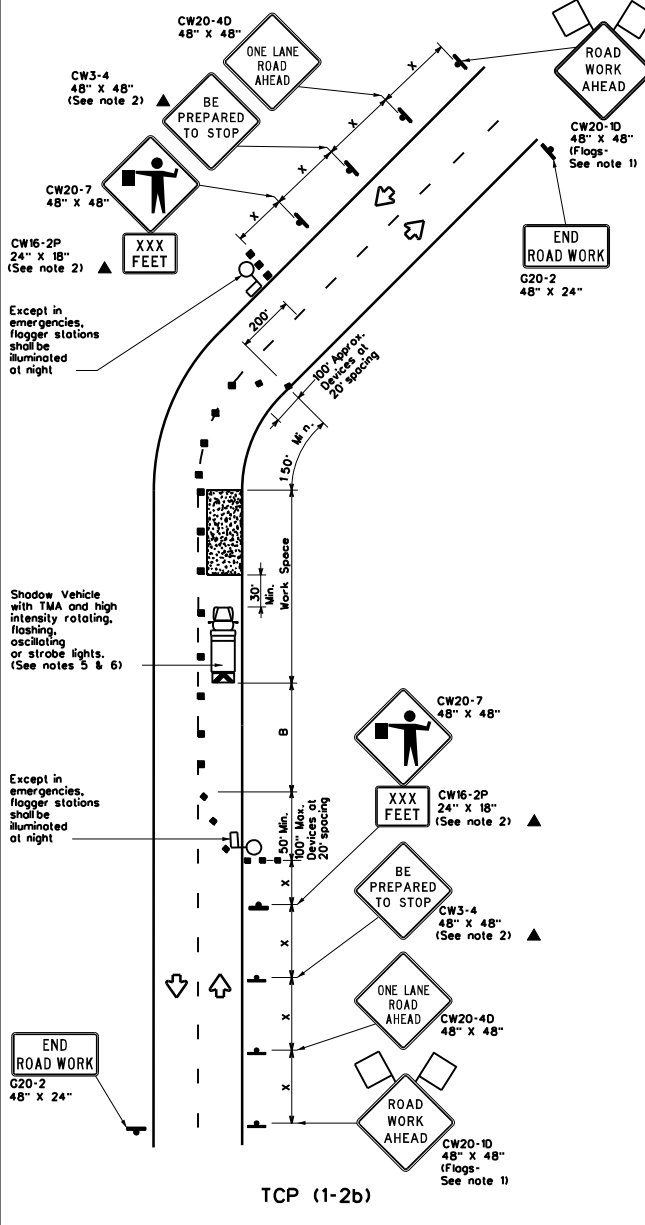 CW20-4D
48" X 48"
ONE LANE
ROAD
AHEAD
ROAD
WORK
AHEAD
CW3-4
48" X 48"
(See note 2) ▲
BE
PREPARED
TO STOP
CW20-1D
48" X 48"
(Flags-
See note 1)
CW20-7
48" X 48"
X
X
X
X
CW16-2P
24" X 18"
(See note 2) ▲
XXX
FEET
END
ROAD WORK
G20-2
48" X 24"
Except in
emergencies,
flagger stations
shall be
illuminated
at night
200'
100' Approx.
Devices at
20' spacing
150' Min.
Work Space
30'
Min.
Shadow Vehicle
with TMA and high
intensity rotating,
flashing,
oscillating
or strobe lights.
(See notes 5 & 6)
B
CW20-7
48" X 48"
Except in
emergencies,
flagger stations
shall be
illuminated
at night
50' Min.
100" Max.
Devices at
20' spacing
XXX
FEET
CW16-2P
24" X 18"
(See note 2) ▲
X
BE
PREPARED
TO STOP
CW3-4
48" X 48"
(See note 2) ▲
X
ONE LANE
ROAD
AHEAD
CW20-4D
48" X 48"
X
END
ROAD WORK
G20-2
48" X 24"
X
ROAD
WORK
AHEAD
CW20-1D
48" X 48"
(Flags-
See note 1)
TCP (1-2b)